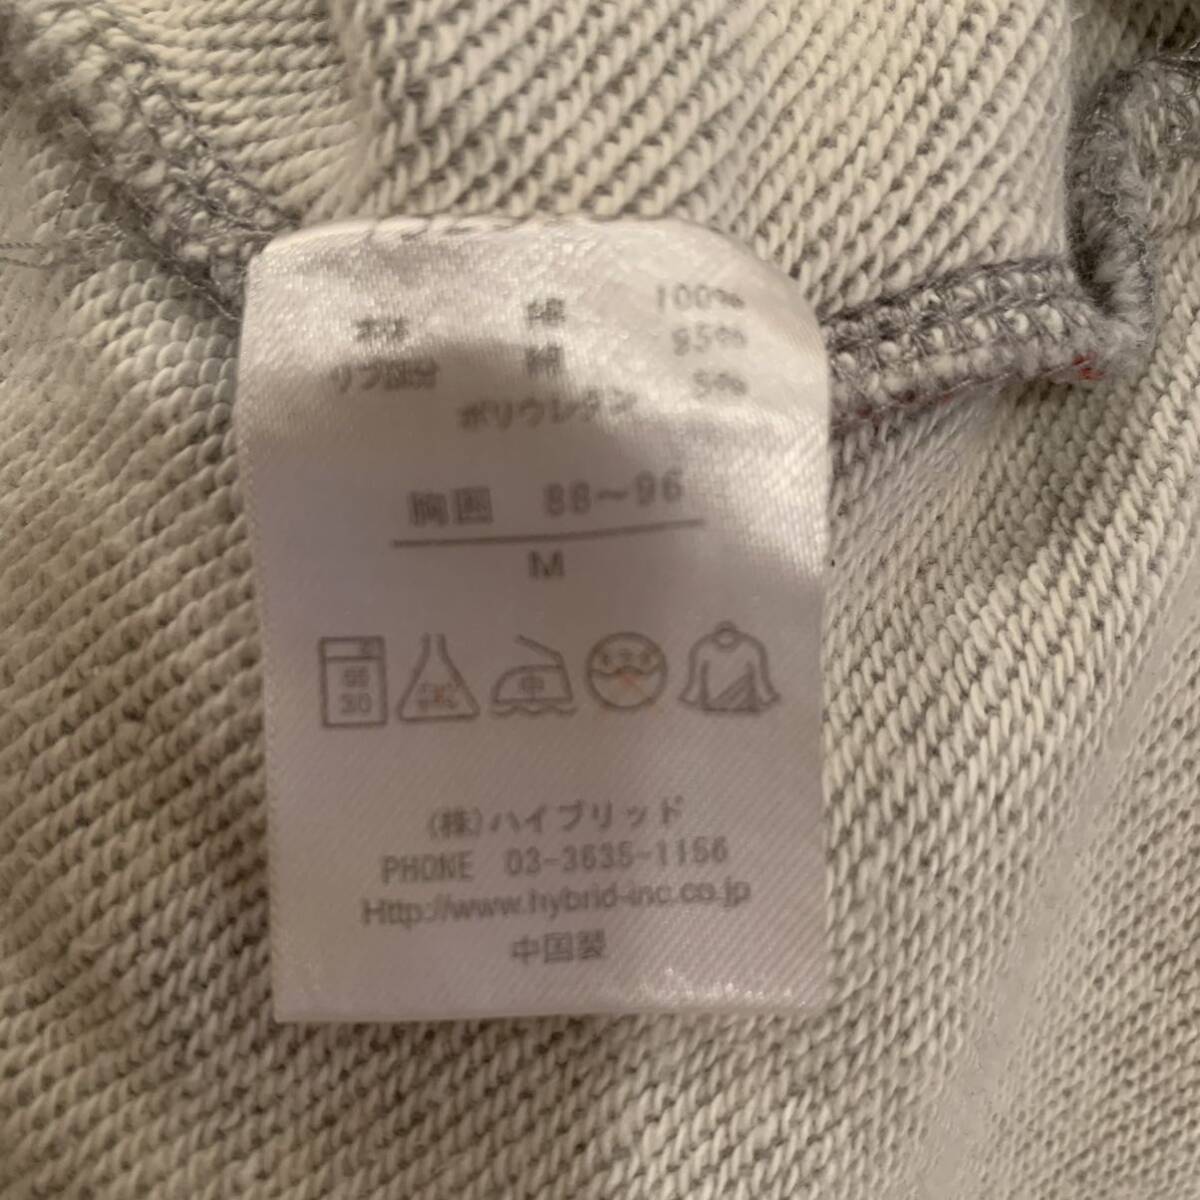 本体 綿 100%
リブ部分 綿 95%
ポリウレタン 5%
胸囲 88〜96
M
30
中
(株)ハイブリッド
PHONE 03-3635-1156
Http://www.hybrid-inc.co.jp
中国製